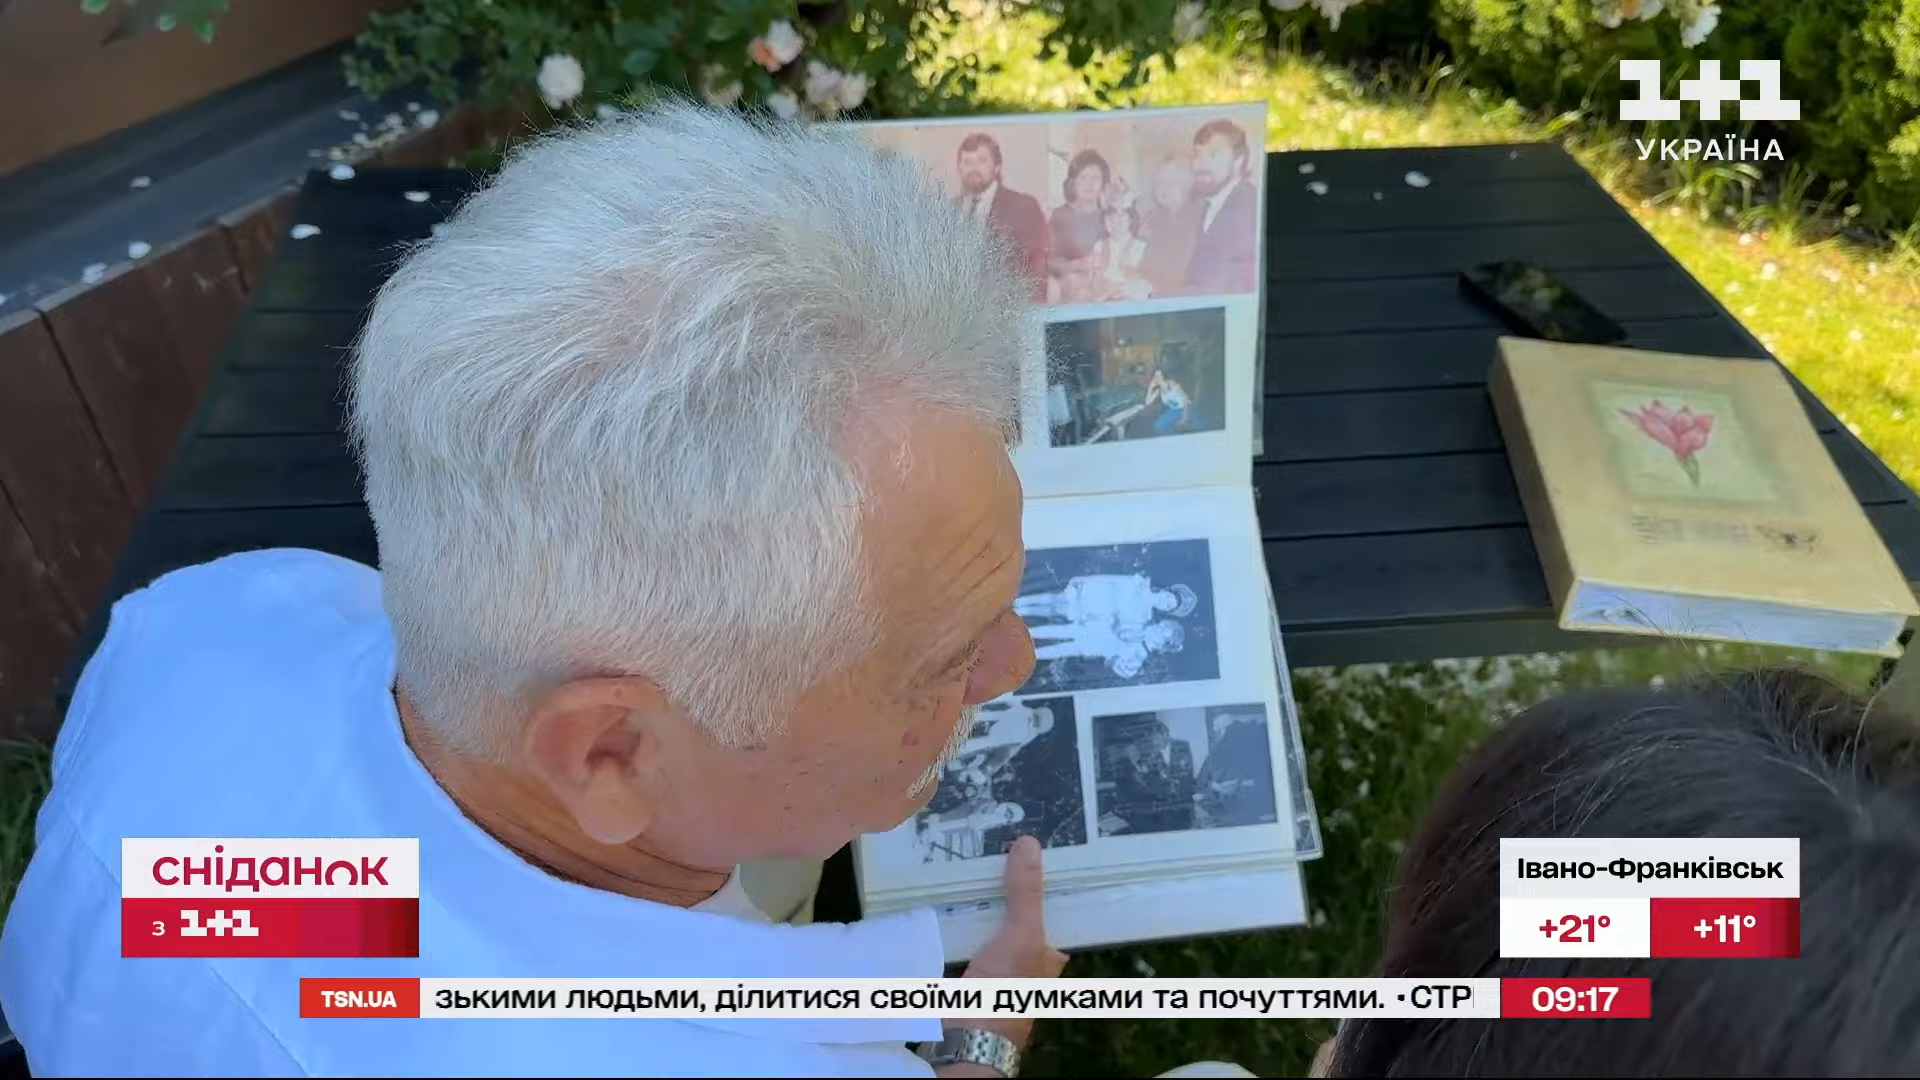 1+1
УКРАЇНА
сніданок
з 1+1
Івано-Франківськ
+21° +11°
TSN.UA зькими людьми, ділитися своїми думками та почуттями. •СТР 09:17